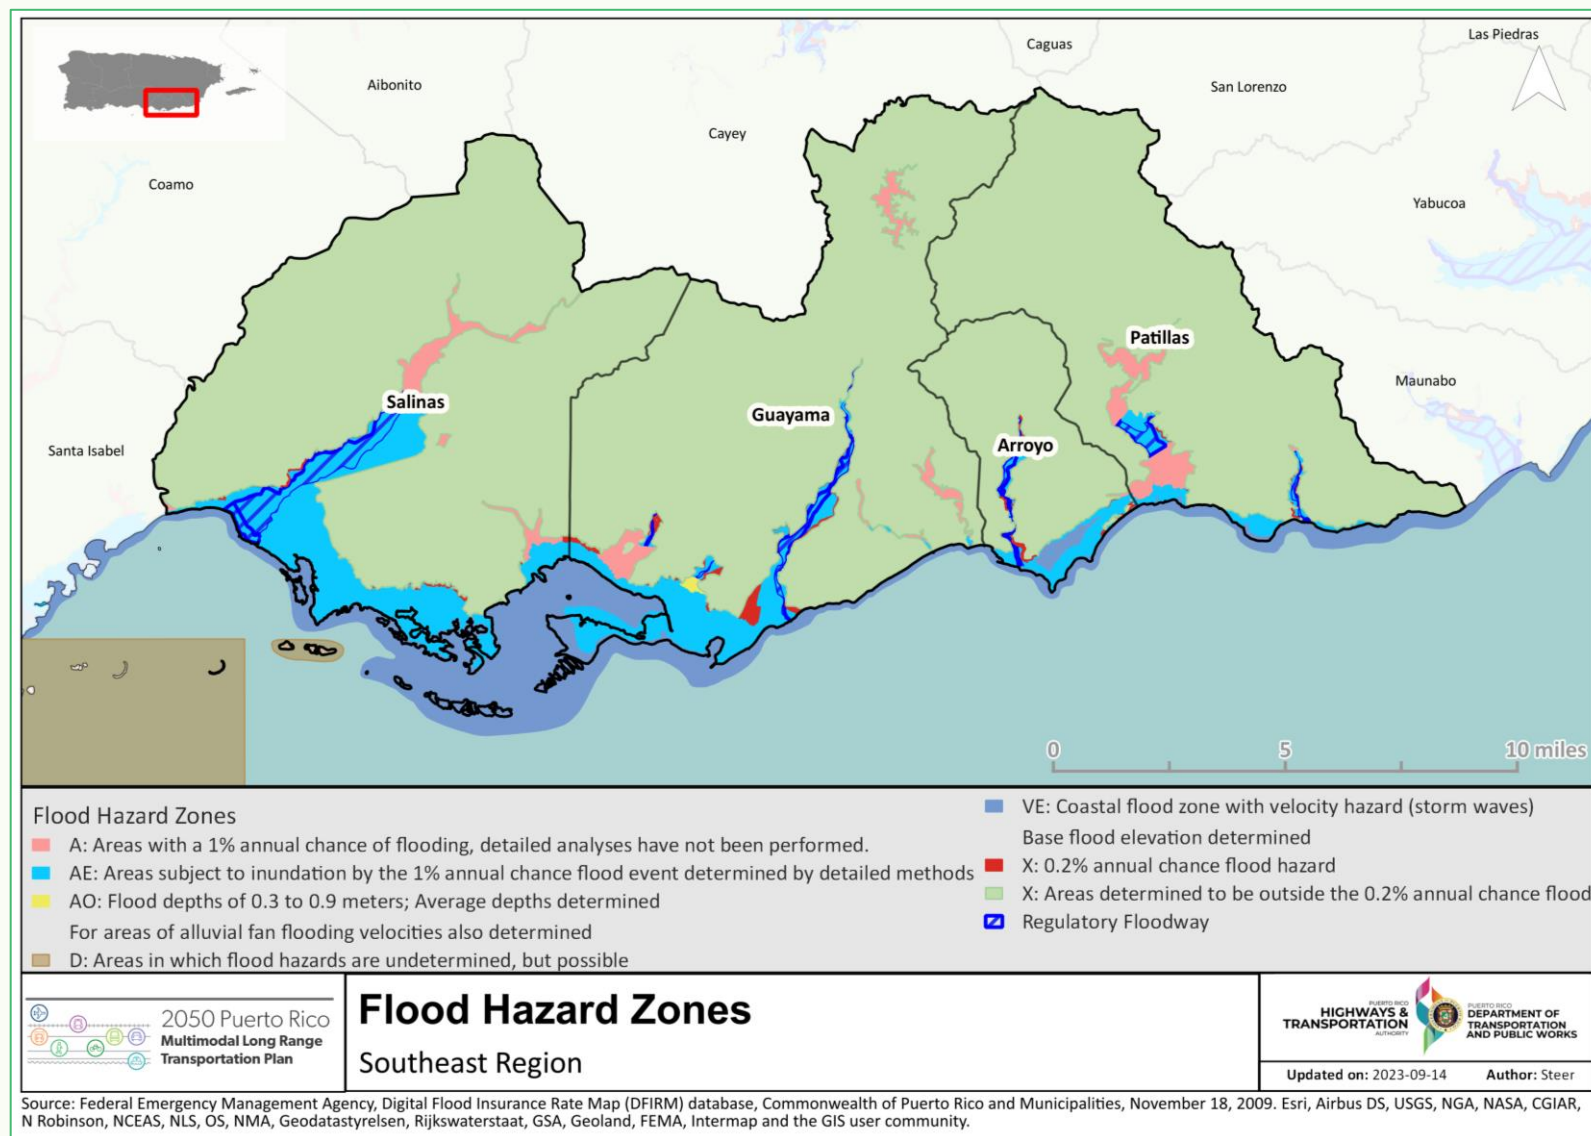 Las Piedras
Caguas
Aibonito
San Lorenzo
Cayey
Coamo
Yabucoa
Patillas
Maunabo
Salinas
Guayama
Arroyo
Santa Isabel
0 5 10 miles
Flood Hazard Zones
A: Areas with a 1% annual chance of flooding, detailed analyses have not been performed.
AE: Areas subject to inundation by the 1% annual chance flood event determined by detailed methods
AO: Flood depths of 0.3 to 0.9 meters; Average depths determined
For areas of alluvial fan flooding velocities also determined
D: Areas in which flood hazards are undetermined, but possible
VE: Coastal flood zone with velocity hazard (storm waves)
Base flood elevation determined
X: 0.2% annual chance flood hazard
X: Areas determined to be outside the 0.2% annual chance flood
Regulatory Floodway
2050 Puerto Rico
Multimodal Long Range
Transportation Plan
Flood Hazard Zones
Southeast Region
PUERTO RICO
HIGHWAYS &
TRANSPORTATION
AUTHORITY
PUERTO RICO
DEPARTMENT OF
TRANSPORTATION
AND PUBLIC WORKS
Updated on: 2023-09-14 Author: Steer
Source: Federal Emergency Management Agency, Digital Flood Insurance Rate Map (DFIRM) database, Commonwealth of Puerto Rico and Municipalities, November 18, 2009. Esri, Airbus DS, USGS, NGA, NASA, CGIAR,
N Robinson, NCEAS, NLS, OS, NMA, Geodatastyrelsen, Rijkswaterstaat, GSA, Geoland, FEMA, Intermap and the GIS user community.